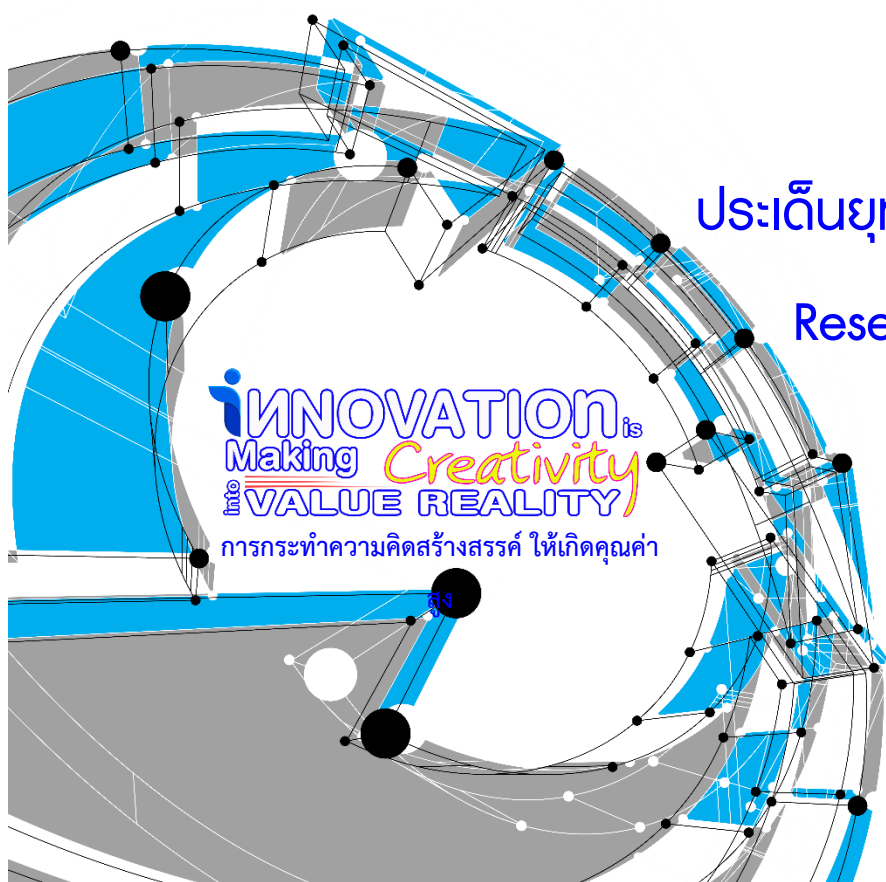 ประเด็นยุ
Rese
iNNOVATION is
Making Creativity
into VALUE REALITY
การกระทำความคิดสร้างสรรค์ ให้เกิดคุณค่า
สูง